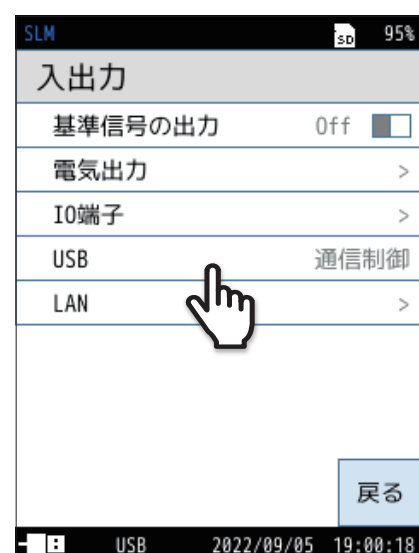 SLM SD 95%
入出力
基準信号の出力 Off
電気出力 >
IO端子 >
USB 通信制御
LAN >
戻る
USB 2022/09/05 19:00:18